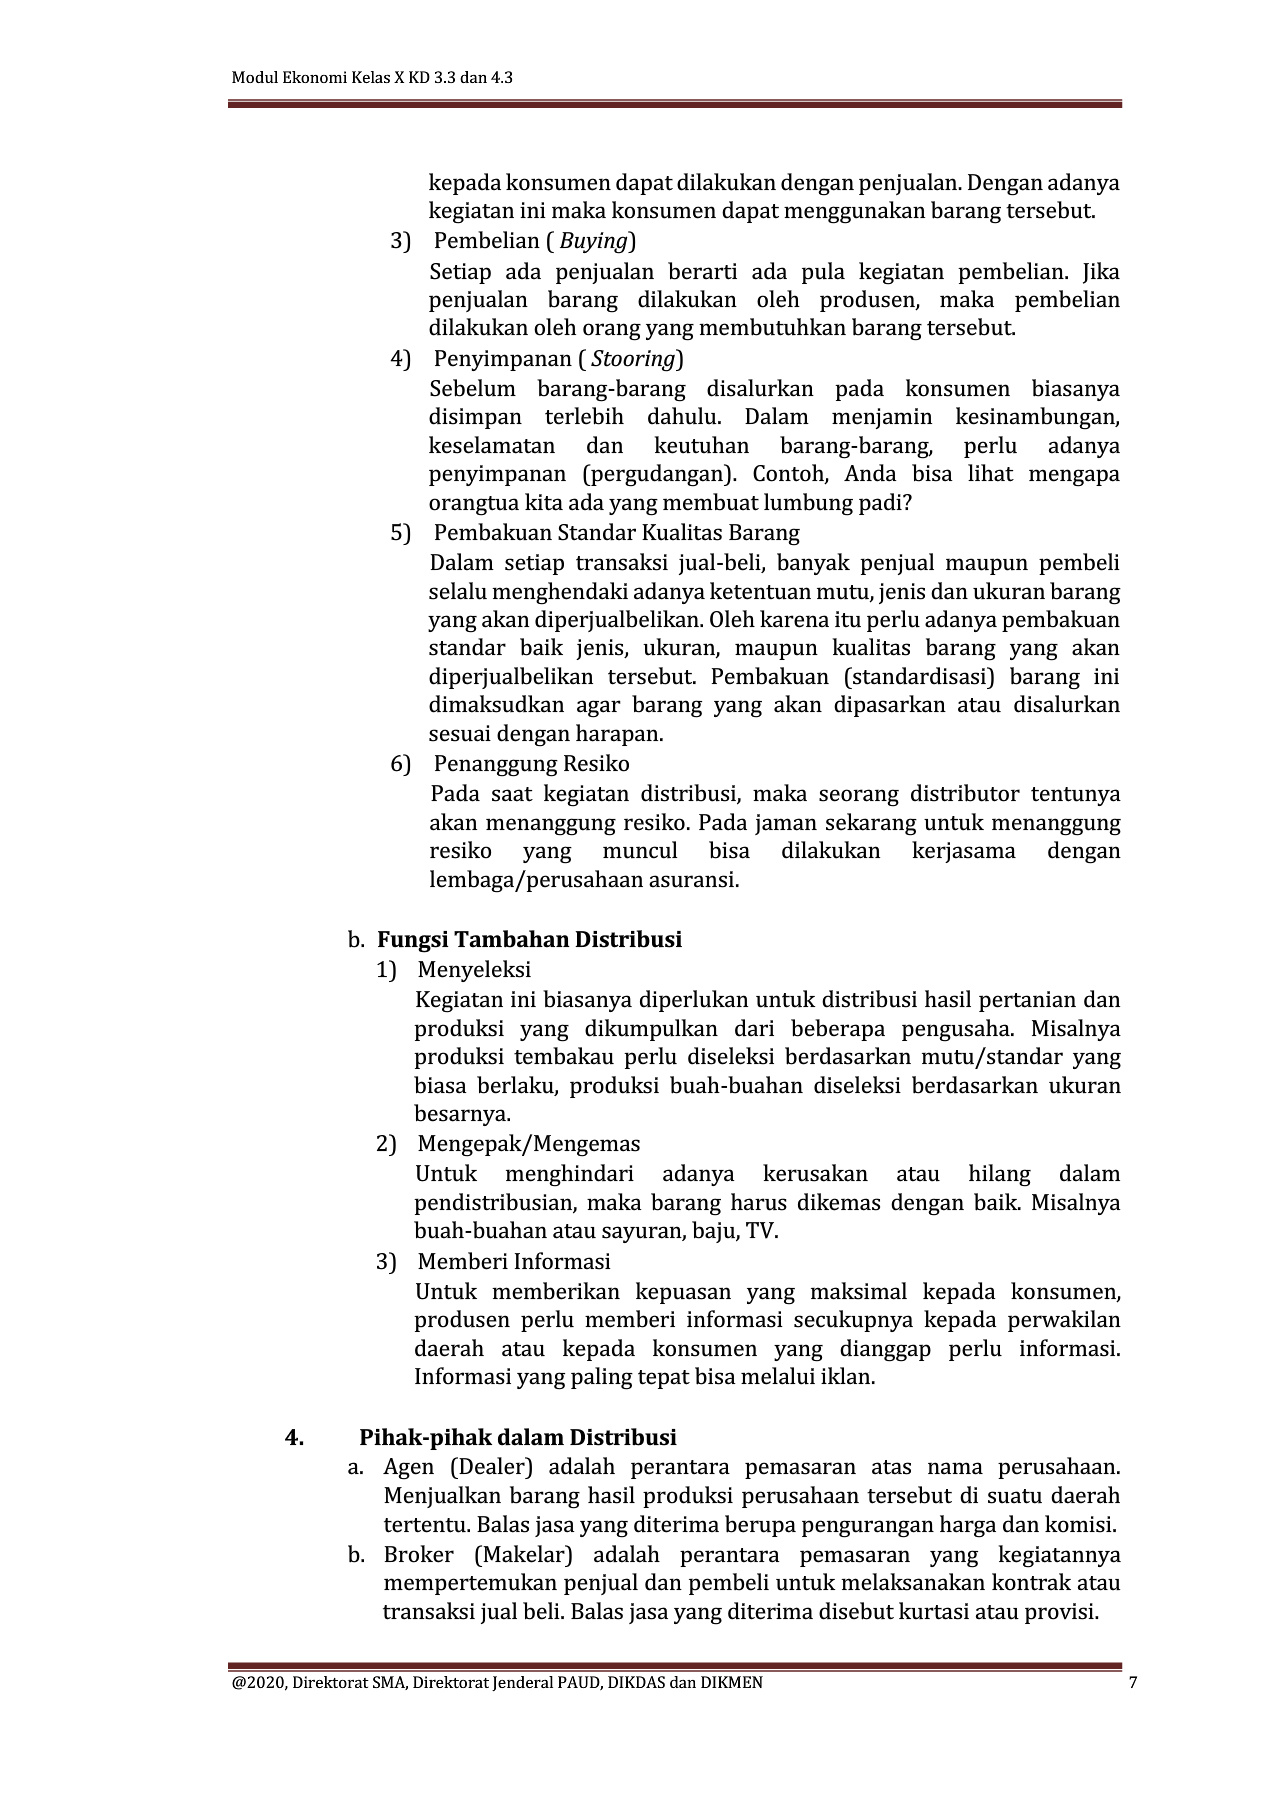 Modul Ekonomi Kelas X KD 3.3 dan 4.3
kepada konsumen dapat dilakukan dengan penjualan. Dengan adanya
kegiatan ini maka konsumen dapat menggunakan barang tersebut.
3) Pembelian ( Buying)
Setiap ada penjualan berarti ada pula kegiatan pembelian. Jika
penjualan barang dilakukan oleh produsen, maka pembelian
dilakukan oleh orang yang membutuhkan barang tersebut.
4) Penyimpanan ( Stooring)
Sebelum barang-barang disalurkan pada konsumen biasanya
disimpan terlebih dahulu. Dalam menjamin kesinambungan,
keselamatan dan keutuhan barang-barang, perlu adanya
penyimpanan (pergudangan). Contoh, Anda bisa lihat mengapa
orangtua kita ada yang membuat lumbung padi?
5) Pembakuan Standar Kualitas Barang
Dalam setiap transaksi jual-beli, banyak penjual maupun pembeli
selalu menghendaki adanya ketentuan mutu, jenis dan ukuran barang
yang akan diperjualbelikan. Oleh karena itu perlu adanya pembakuan
standar baik jenis, ukuran, maupun kualitas barang yang akan
diperjualbelikan tersebut. Pembakuan (standardisasi) barang ini
dimaksudkan agar barang yang akan dipasarkan atau disalurkan
sesuai dengan harapan.
6) Penanggung Resiko
Pada saat kegiatan distribusi, maka seorang distributor tentunya
akan menanggung resiko. Pada jaman sekarang untuk menanggung
resiko yang muncul bisa dilakukan kerjasama dengan
lembaga/perusahaan asuransi.
b. Fungsi Tambahan Distribusi
1) Menyeleksi
Kegiatan ini biasanya diperlukan untuk distribusi hasil pertanian dan
produksi yang dikumpulkan dari beberapa pengusaha. Misalnya
produksi tembakau perlu diseleksi berdasarkan mutu/standar yang
biasa berlaku, produksi buah-buahan diseleksi berdasarkan ukuran
besarnya.
2) Mengepak/Mengemas
Untuk menghindari adanya kerusakan atau hilang dalam
pendistribusian, maka barang harus dikemas dengan baik. Misalnya
buah-buahan atau sayuran, baju, TV.
3) Memberi Informasi
Untuk memberikan kepuasan yang maksimal kepada konsumen,
produsen perlu memberi informasi secukupnya kepada perwakilan
daerah atau kepada konsumen yang dianggap perlu informasi.
Informasi yang paling tepat bisa melalui iklan.
4. Pihak-pihak dalam Distribusi
a. Agen (Dealer) adalah perantara pemasaran atas nama perusahaan.
Menjualkan barang hasil produksi perusahaan tersebut di suatu daerah
tertentu. Balas jasa yang diterima berupa pengurangan harga dan komisi.
b. Broker (Makelar) adalah perantara pemasaran yang kegiatannya
mempertemukan penjual dan pembeli untuk melaksanakan kontrak atau
transaksi jual beli. Balas jasa yang diterima disebut kurtasi atau provisi.
@2020, Direktorat SMA, Direktorat Jenderal PAUD, DIKDAS dan DIKMEN 7